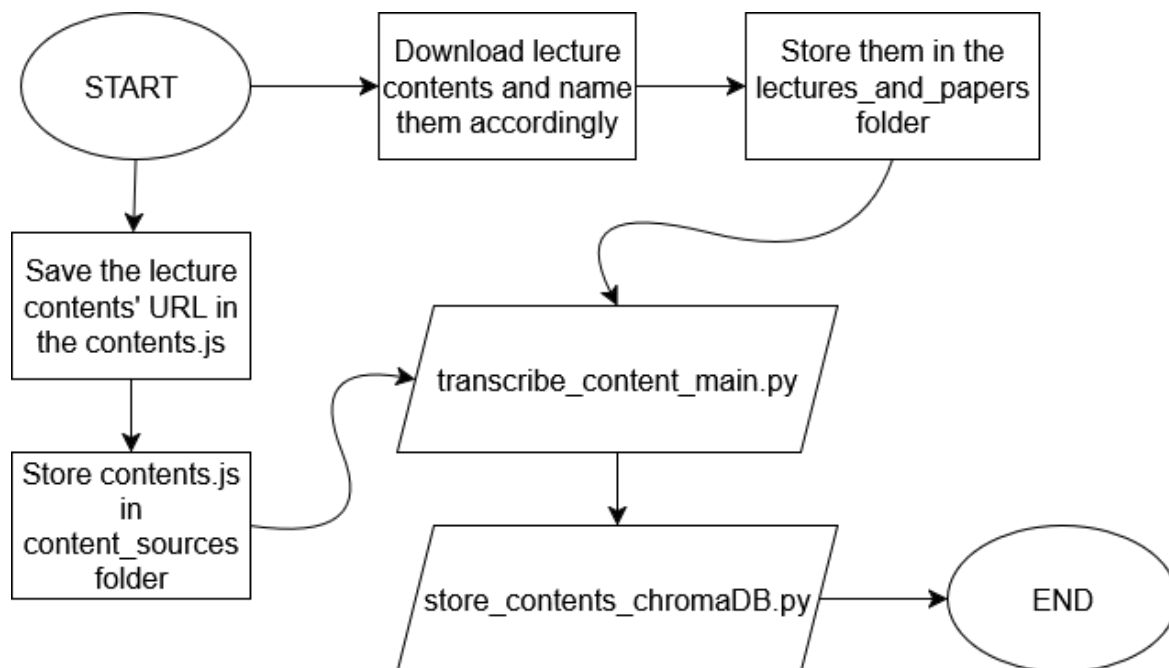 START
Download lecture
contents and name
them accordingly
Store them in the
lectures_and_papers
folder
Save the lecture
contents' URL in
the contents.js
Store contents.js
in
content_sources
folder
transcribe_content_main.py
store_contents_chromaDB.py
END